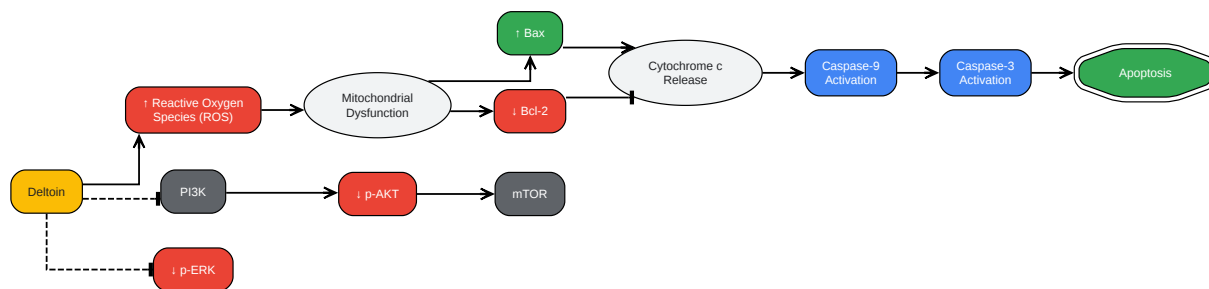 ↑ Bax
Cytochrome c
Release
Caspase-9
Activation
Caspase-3
Activation
Apoptosis
↑ Reactive Oxygen
Species (ROS)
Mitochondrial
Dysfunction
↓ Bcl-2
Deltoin
PI3K
↓ p-AKT
mTOR
↓ p-ERK